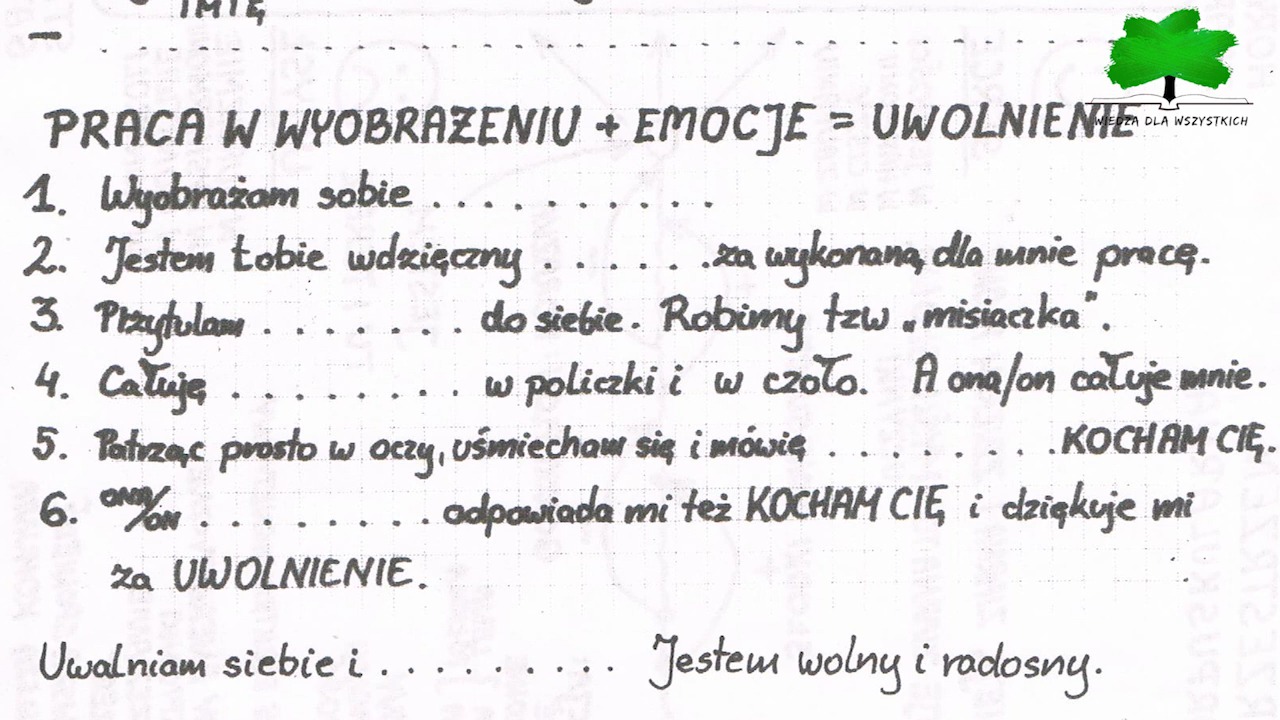 IMIĘ
. . . . . . . . . . . . . . . . . . . . . . . . . . . . . . . . . . . . . . .
PRACA W WYOBRAŻENIU + EMOCJE = UWOLNIENIE
WIEDZA DLA WSZYSTKICH
1. Wyobrażam sobie . . . . . . . . . . .
2. Jestem tobie wdzięczny . . . . . . za wykonaną dla mnie pracę.
3. Przytulam . . . . . . . do siebie. Robimy tzw „misiaczka”.
4. Całuję . . . . . . . . w policzki i w czoło. A ona/on całuje mnie.
5. Patrząc prosto w oczy, uśmiecham się i mówię . . . . . . . . . KOCHAM CIĘ.
6. ONA/ON . . . . . . . . . odpowiada mi też KOCHAM CIĘ i dziękuje mi
za UWOLNIENIE.
Uwalniam siebie i . . . . . . . . . Jestem wolny i radosny.